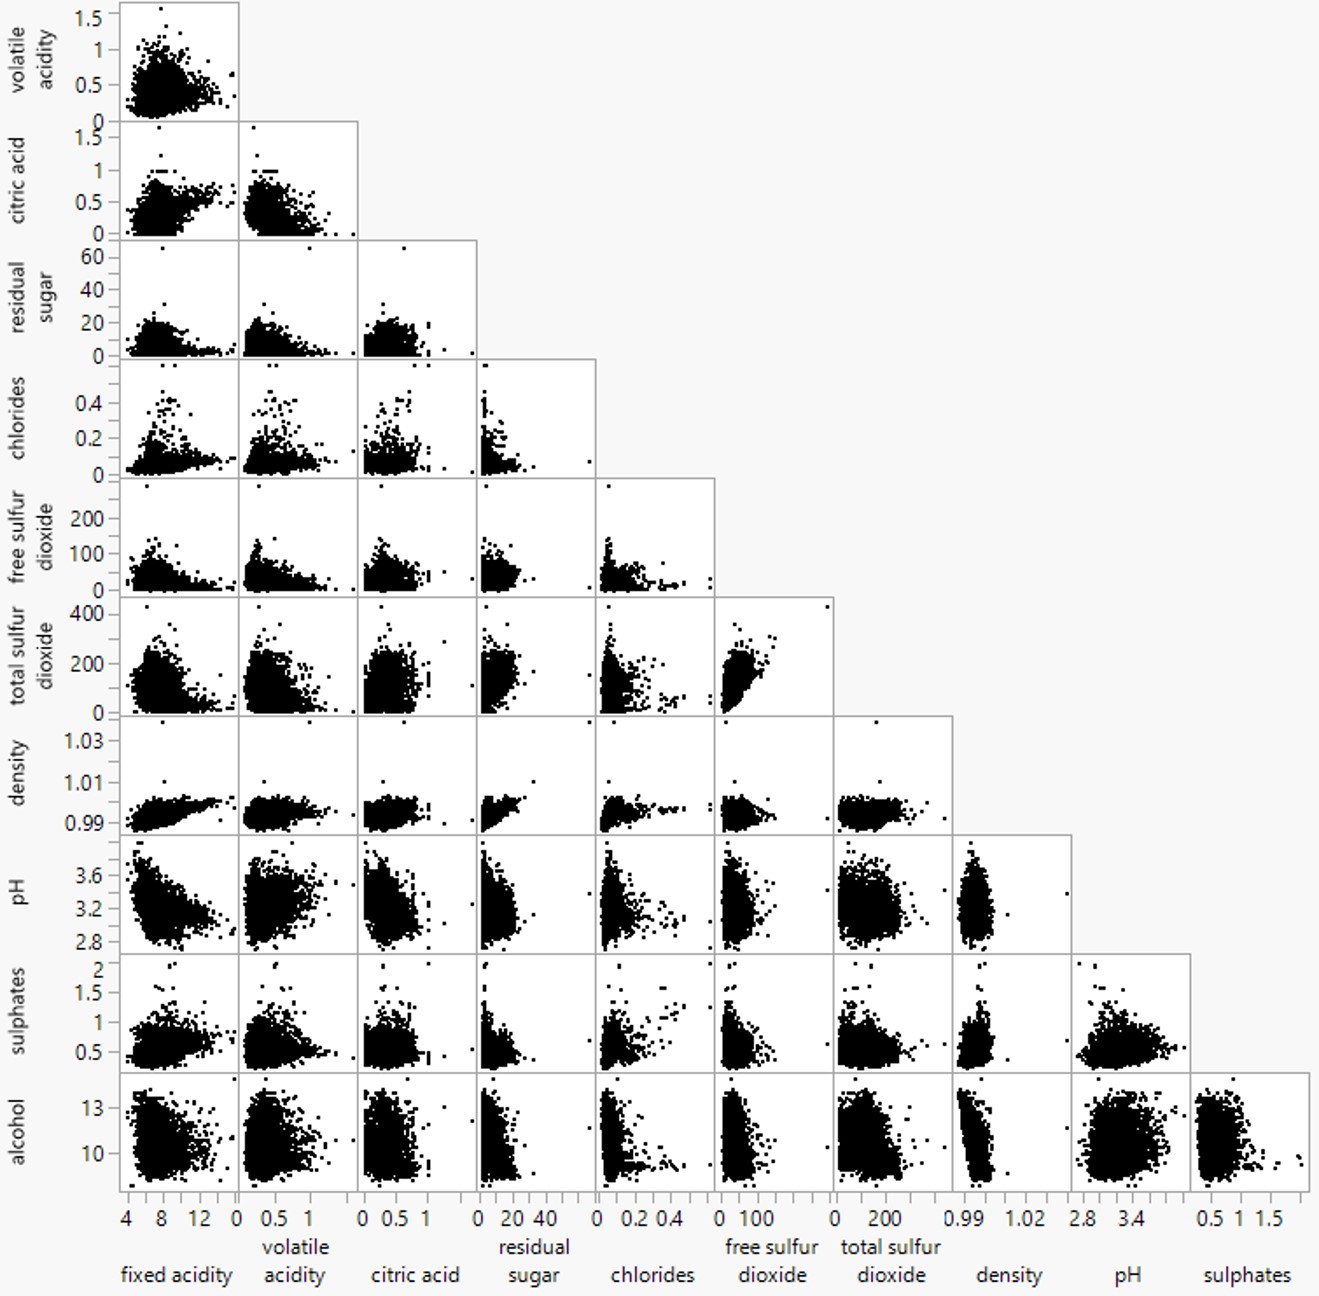 volatile
acidity
1.5
1
0.5
0
citric acid
1.5
1
0.5
0
residual
sugar
60
40
20
0
chlorides
0.4
0.2
0
free sulfur
dioxide
200
100
0
total sulfur
dioxide
400
200
0
density
1.03
1.01
0.99
pH
3.6
3.2
2.8
sulphates
2
1.5
1
0.5
alcohol
13
10
4 8 12 0 0.5 1 0 0.5 1 0 20 40 0 0.2 0.4 0 100 0 200 0.99 1.02 2.8 3.4 0.5 1 1.5
volatile residual free sulfur total sulfur
fixed acidity acidity citric acid sugar chlorides dioxide dioxide density pH sulphates